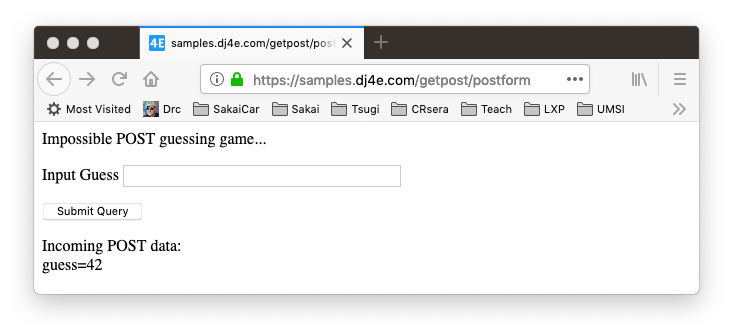 4E samples.dj4e.com/getpost/post
https://samples.dj4e.com/getpost/postform
Most Visited Drc SakaiCar Sakai Tsugi CRsera Teach LXP UMSI
Impossible POST guessing game...
Input Guess
Submit Query
Incoming POST data:
guess=42